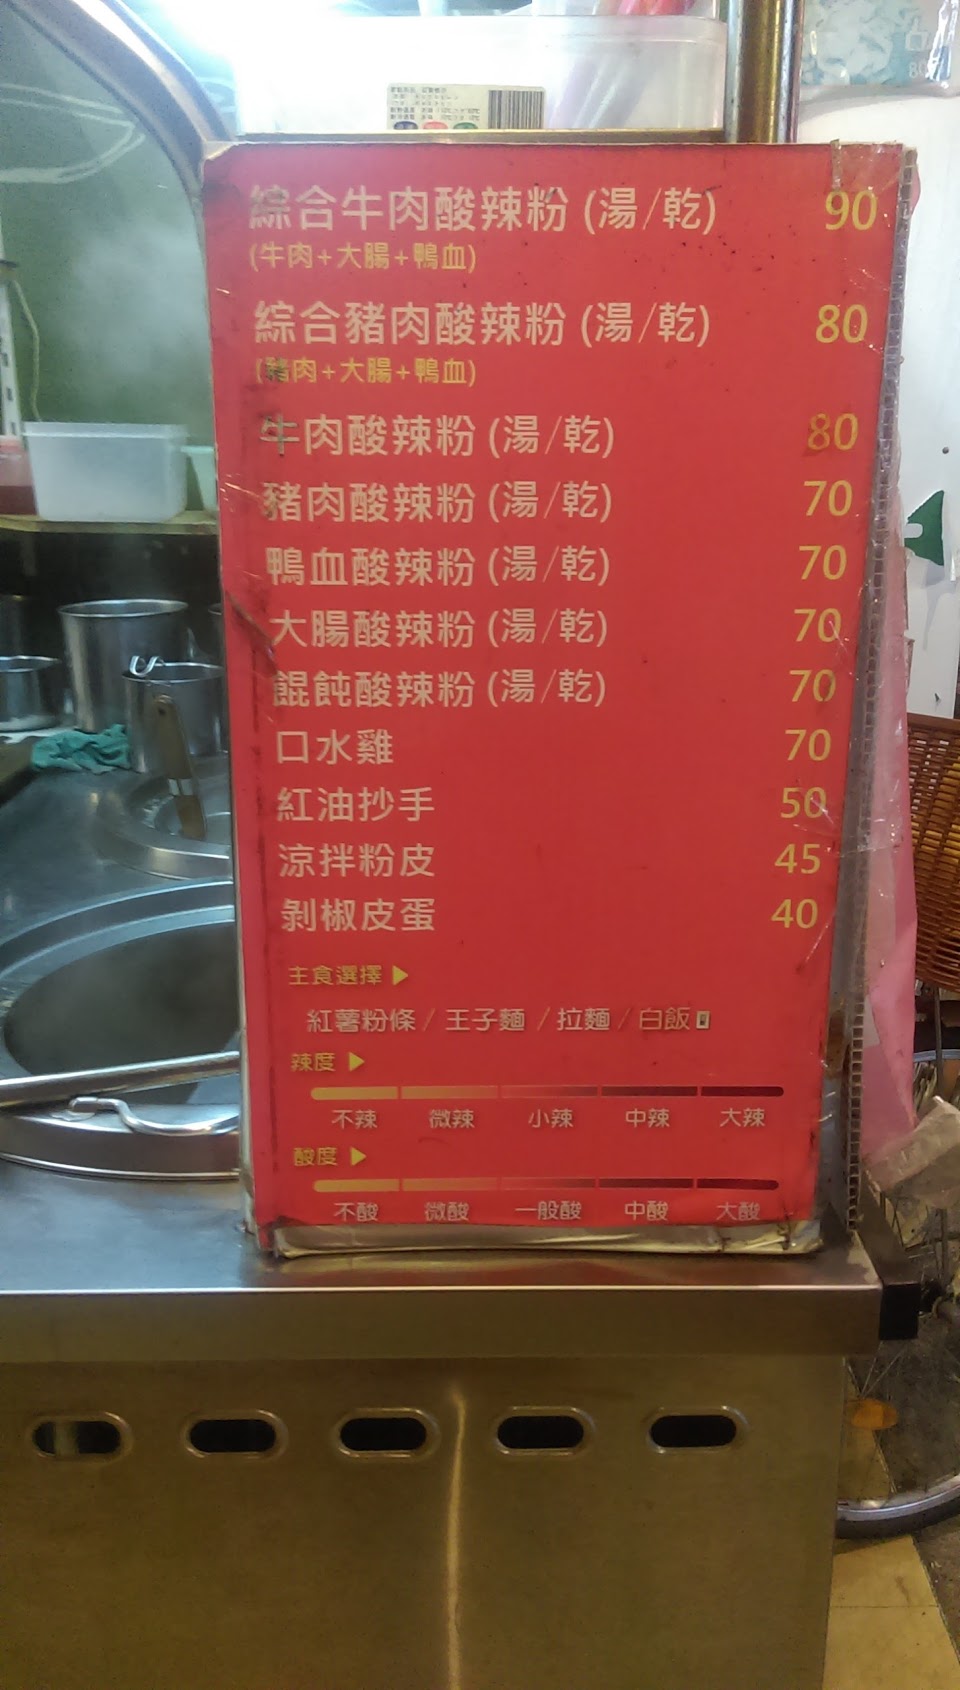 綜合牛肉酸辣粉 (湯/乾) 90
(牛肉+大腸+鴨血)
綜合豬肉酸辣粉 (湯/乾) 80
(豬肉+大腸+鴨血)
牛肉酸辣粉 (湯/乾) 80
豬肉酸辣粉 (湯/乾) 70
鴨血酸辣粉 (湯/乾) 70
大腸酸辣粉 (湯/乾) 70
餛飩酸辣粉 (湯/乾) 70
口水雞 70
紅油抄手 50
涼拌粉皮 45
剝椒皮蛋 40
主食選擇 ▶
紅薯粉條 / 王子麵 / 拉麵 / 白飯
辣度 ▶
不辣 微辣 小辣 中辣 大辣
酸度 ▶
不酸 微酸 一般酸 中酸 大酸